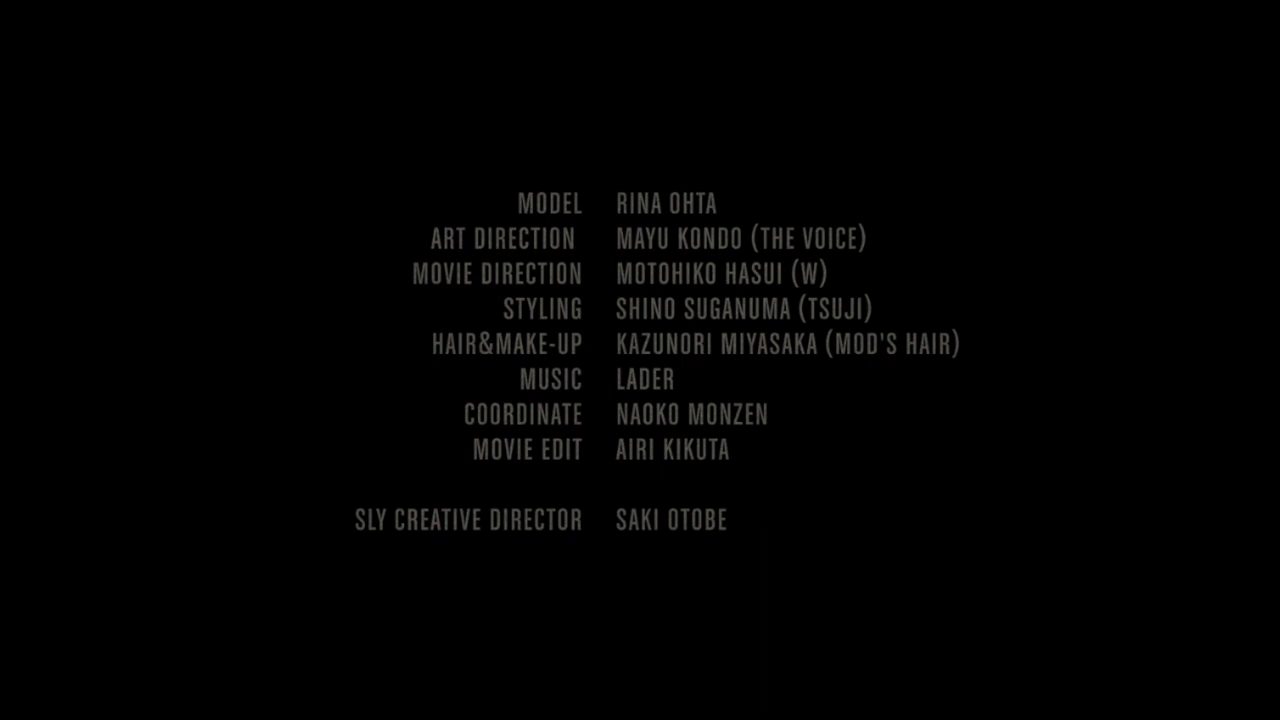 MODEL RINA OHTA
ART DIRECTION MAYU KONDO (THE VOICE)
MOVIE DIRECTION MOTOHIKO HASUI (W)
STYLING SHINO SUGANUMA (TSUJI)
HAIR&MAKE-UP KAZUNORI MIYASAKA (MOD'S HAIR)
MUSIC LADER
COORDINATE NAOKO MONZEN
MOVIE EDIT AIRI KIKUTA
SLY CREATIVE DIRECTOR SAKI OTOBE